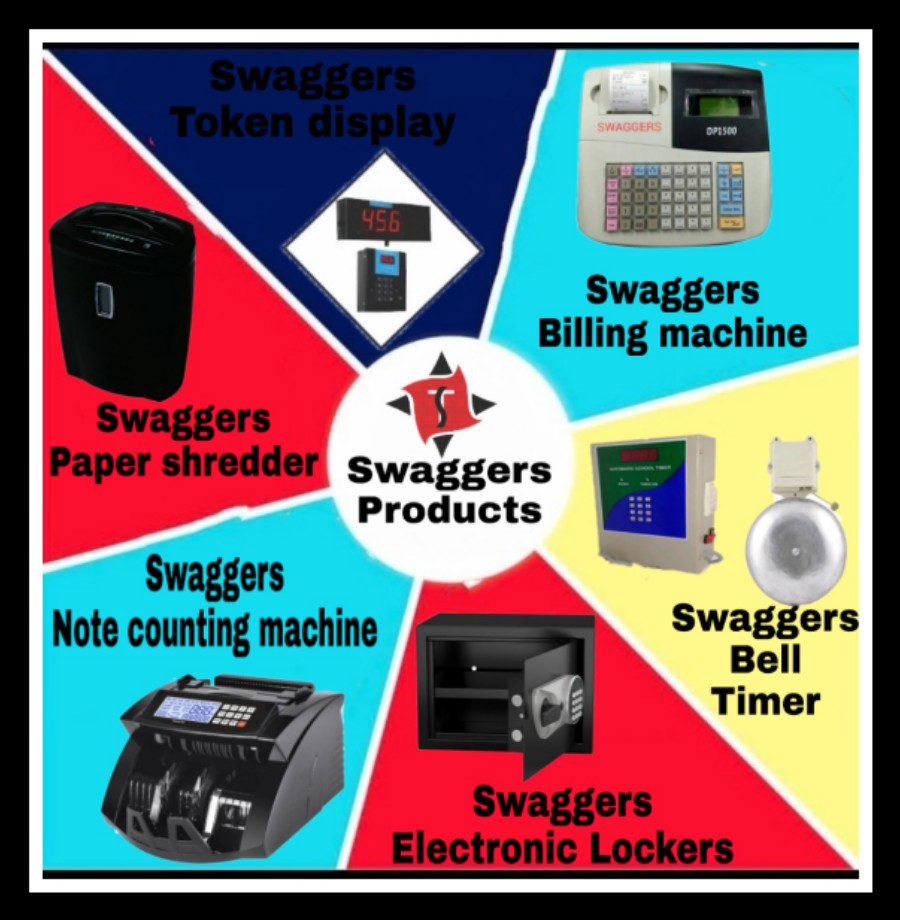 Swaggers
Token display
456
SWAGGERS
DP1500
Swaggers
Billing machine
Swaggers
Paper shredder
T
Swaggers
Products
AUTOMATIC SCHOOL TIMER
Swaggers
Bell
Timer
Swaggers
Note counting machine
Swaggers
Electronic Lockers